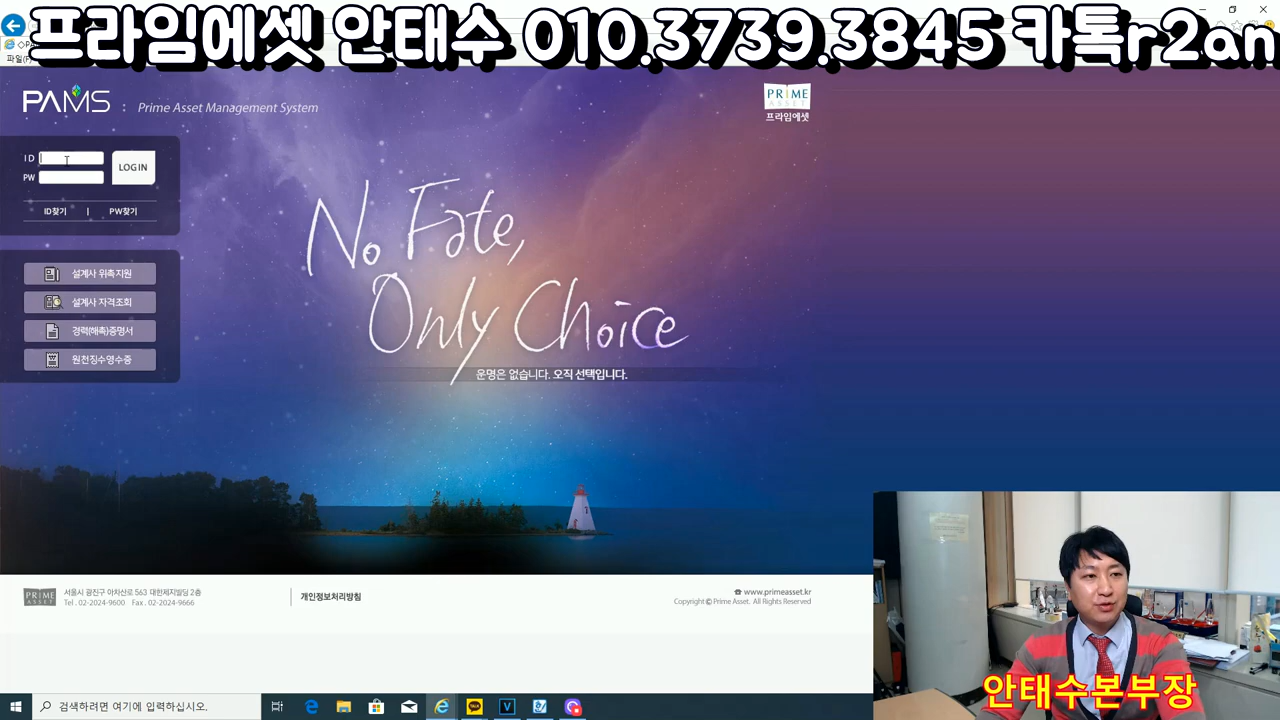 프라임에셋 안태수 010.3739.3845 카톡r2an
파일(F)
PAMS : Prime Asset Management System
PRIME
ASSET
프라임에셋
ID
LOGIN
PW
ID찾기 | PW찾기
설계사 위촉지원
설계사 자격조회
경력(해촉)증명서
원천징수영수증
No Fate,
Only Choice
운명은 없습니다. 오직 선택입니다.
PRIME
ASSET
서울시 광진구 아차산로 563 대한제지빌딩 2층
Tel . 02-2024-9600 Fax . 02-2024-9666
개인정보처리방침
☎ www.primeasset.kr
Copyright © Prime Asset. All Rights Reserved
안태수본부장
검색하려면 여기에 입력하십시오.